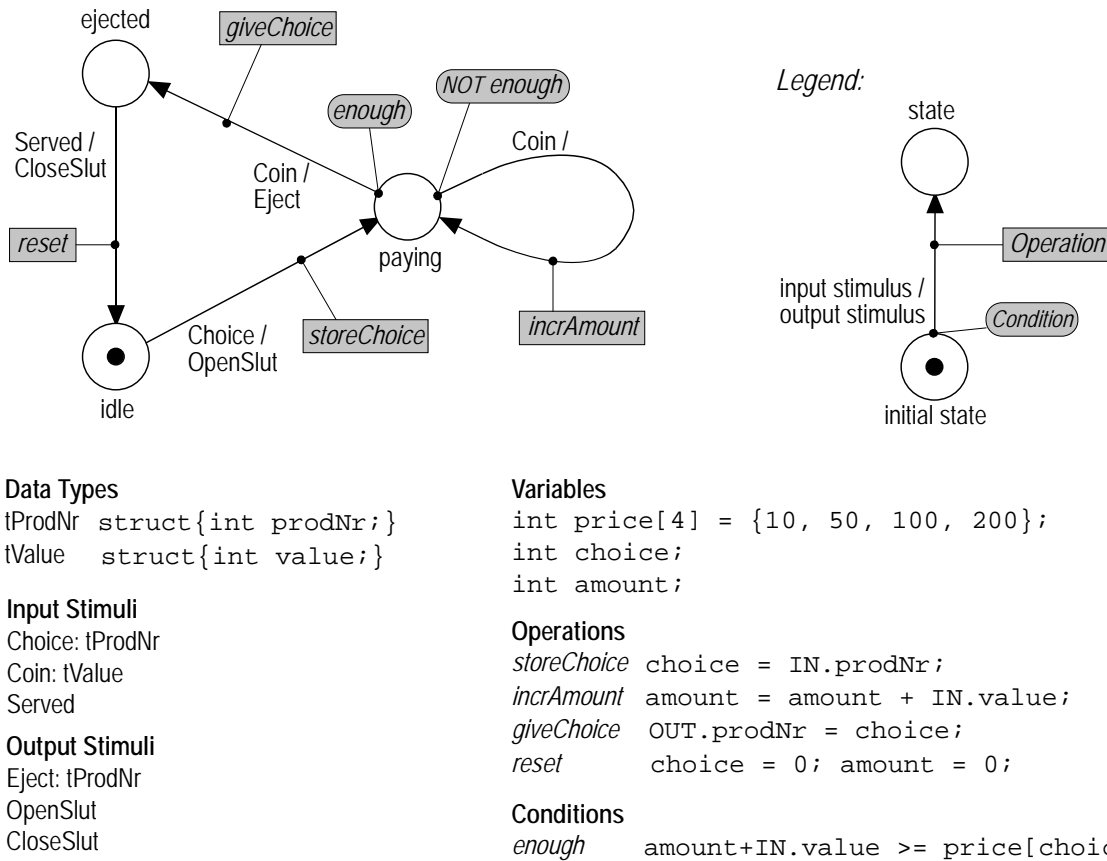 ejected
giveChoice
enough
NOT enough
Served /
CloseSlut
Coin /
Eject
Coin /
reset
paying
Choice /
OpenSlut
storeChoice
incrAmount
idle
Legend:
state
Operation
input stimulus /
output stimulus
Condition
initial state
Data Types
tProdNr struct{int prodNr;}
tValue struct{int value;}
Input Stimuli
Choice: tProdNr
Coin: tValue
Served
Output Stimuli
Eject: tProdNr
OpenSlut
CloseSlut
Variables
int price[4] = {10, 50, 100, 200};
int choice;
int amount;
Operations
storeChoice choice = IN.prodNr;
incrAmount amount = amount + IN.value;
giveChoice OUT.prodNr = choice;
reset choice = 0; amount = 0;
Conditions
enough amount+IN.value >= price[choic